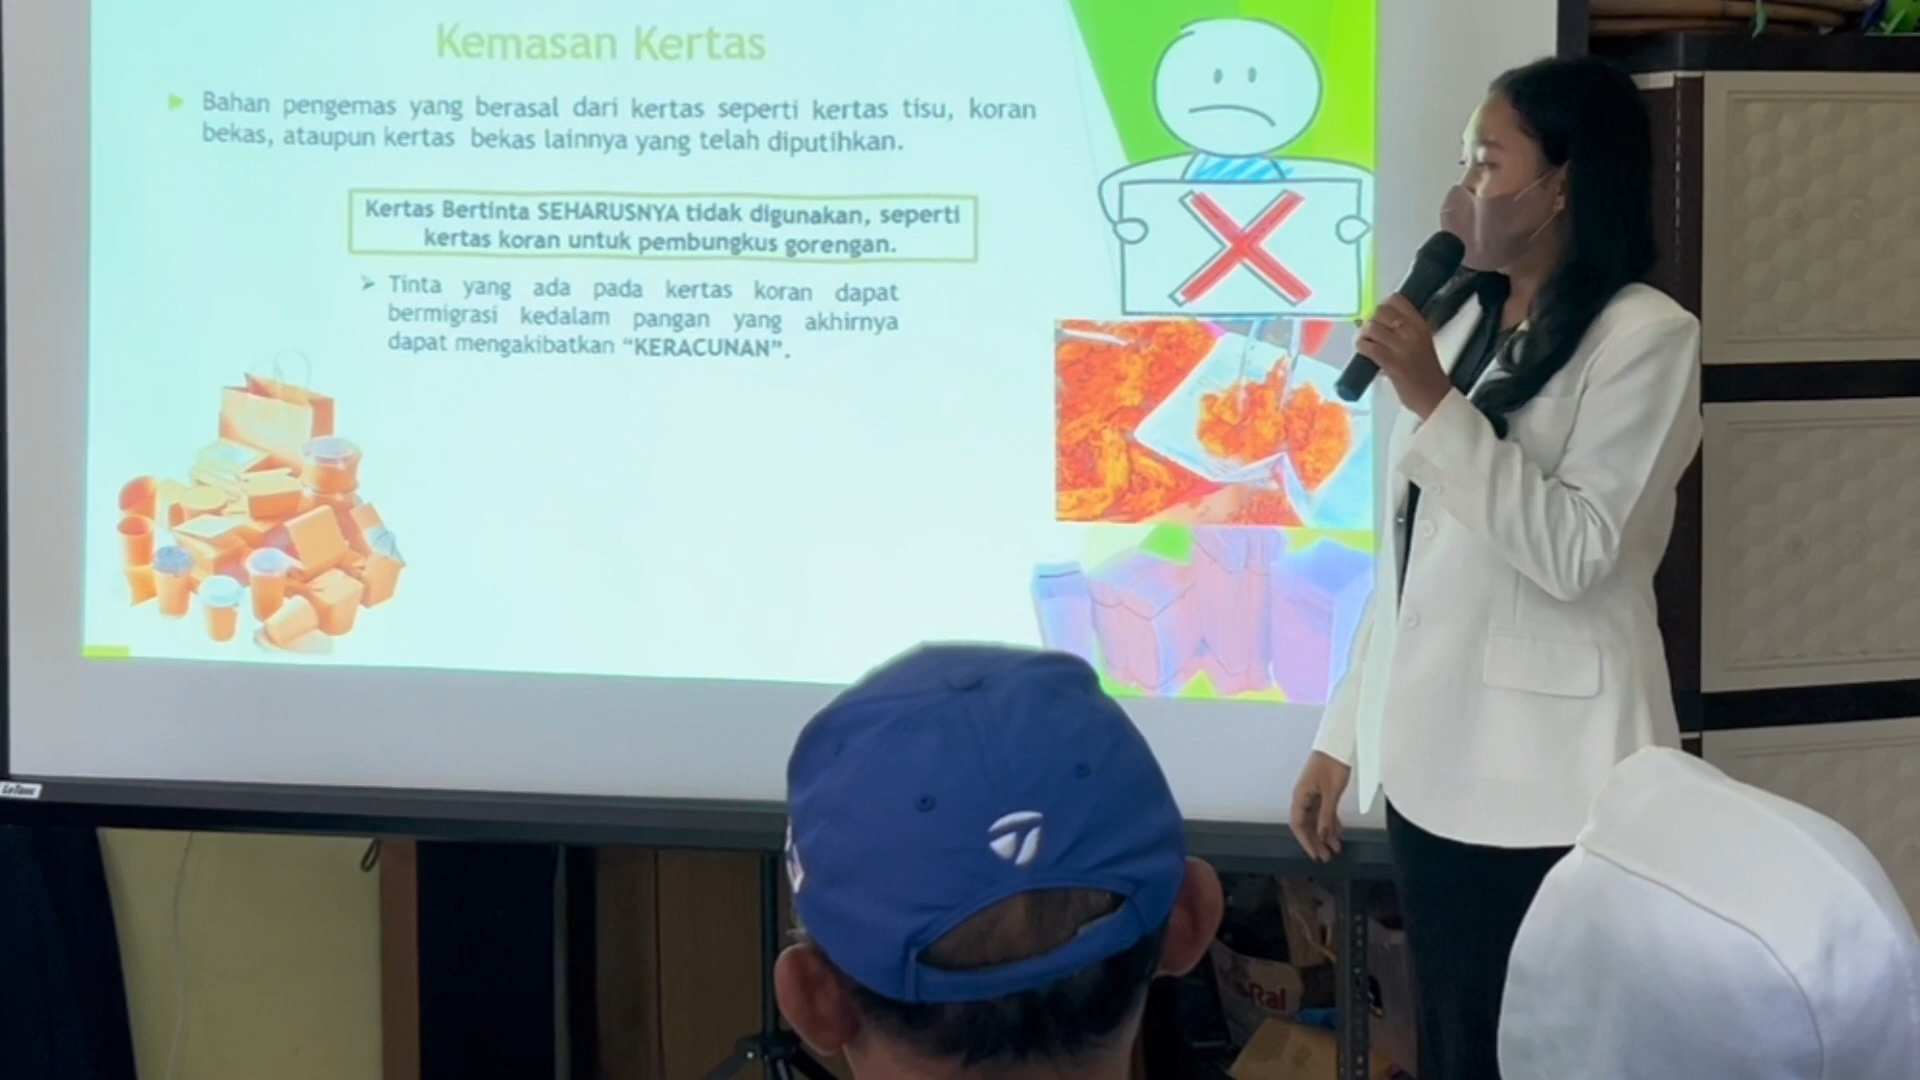 Kemasan Kertas
Bahan pengemas yang berasal dari kertas seperti kertas tisu, koran
bekas, ataupun kertas bekas lainnya yang telah diputihkan.
Kertas Bertinta SEHARUSNYA tidak digunakan, seperti
kertas koran untuk pembungkus gorengan.
Tinta yang ada pada kertas koran dapat
bermigrasi kedalam pangan yang akhirnya
dapat mengakibatkan “KERACUNAN”.